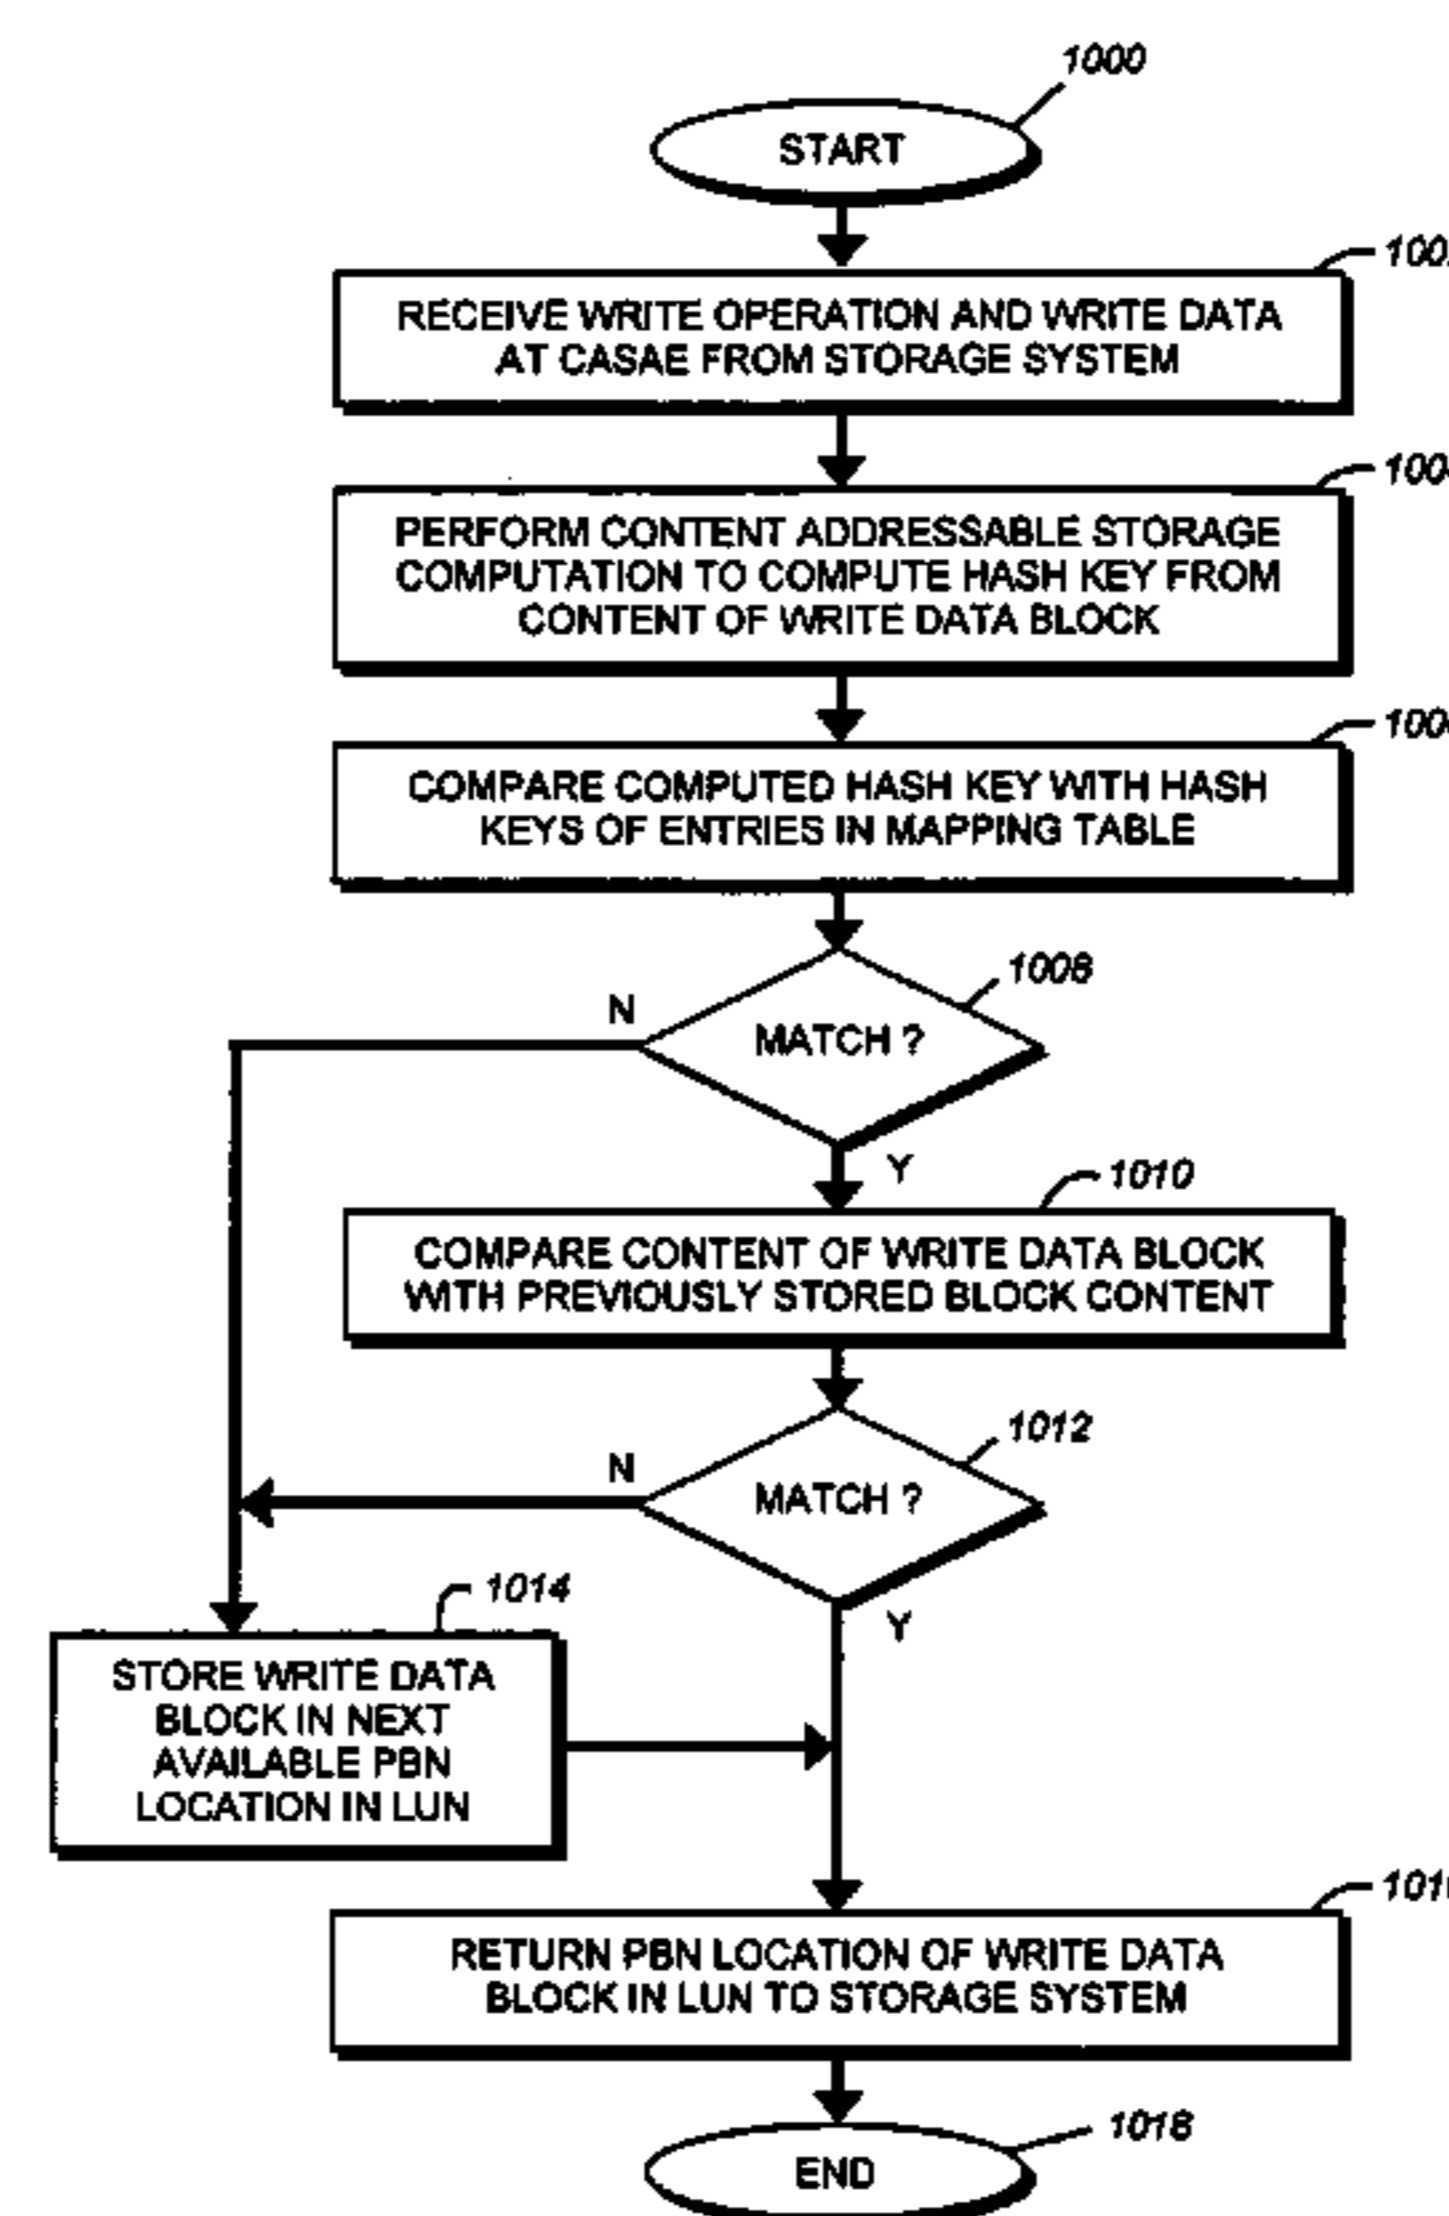 1000
START
RECEIVE WRITE OPERATION AND WRITE DATA
AT CASAE FROM STORAGE SYSTEM
PERFORM CONTENT ADDRESSABLE STORAGE
COMPUTATION TO COMPUTE HASH KEY FROM
CONTENT OF WRITE DATA BLOCK
COMPARE COMPUTED HASH KEY WITH HASH
KEYS OF ENTRIES IN MAPPING TABLE
1008
N
MATCH ?
Y
1010
COMPARE CONTENT OF WRITE DATA BLOCK
WITH PREVIOUSLY STORED BLOCK CONTENT
1012
N
MATCH ?
Y
1014
STORE WRITE DATA
BLOCK IN NEXT
AVAILABLE PBN
LOCATION IN LUN
RETURN PBN LOCATION OF WRITE DATA
BLOCK IN LUN TO STORAGE SYSTEM
1018
END